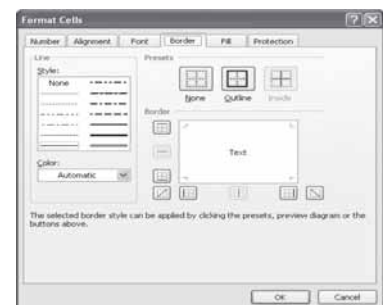 Format Cells
Number Alignment Font Border Fill Protection
Line
Style:
None
Presets
None Outline Inside
Border
Text
Color:
Automatic
The selected border style can be applied by clicking the presets, preview diagram or the
buttons above.
OK Cancel